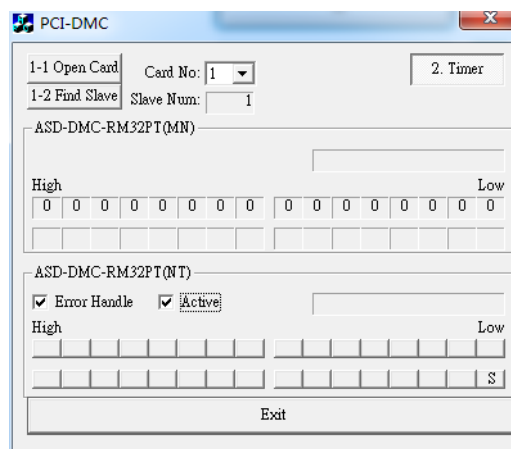 PCI-DMC
1-1 Open Card Card No: 1 2. Timer
1-2 Find Slave Slave Num: 1
ASD-DMC-RM32PT(MN)
High Low
0 0 0 0 0 0 0 0 0 0 0 0 0 0 0 0
ASD-DMC-RM32PT(NT)
Error Handle Active
High Low
S
Exit